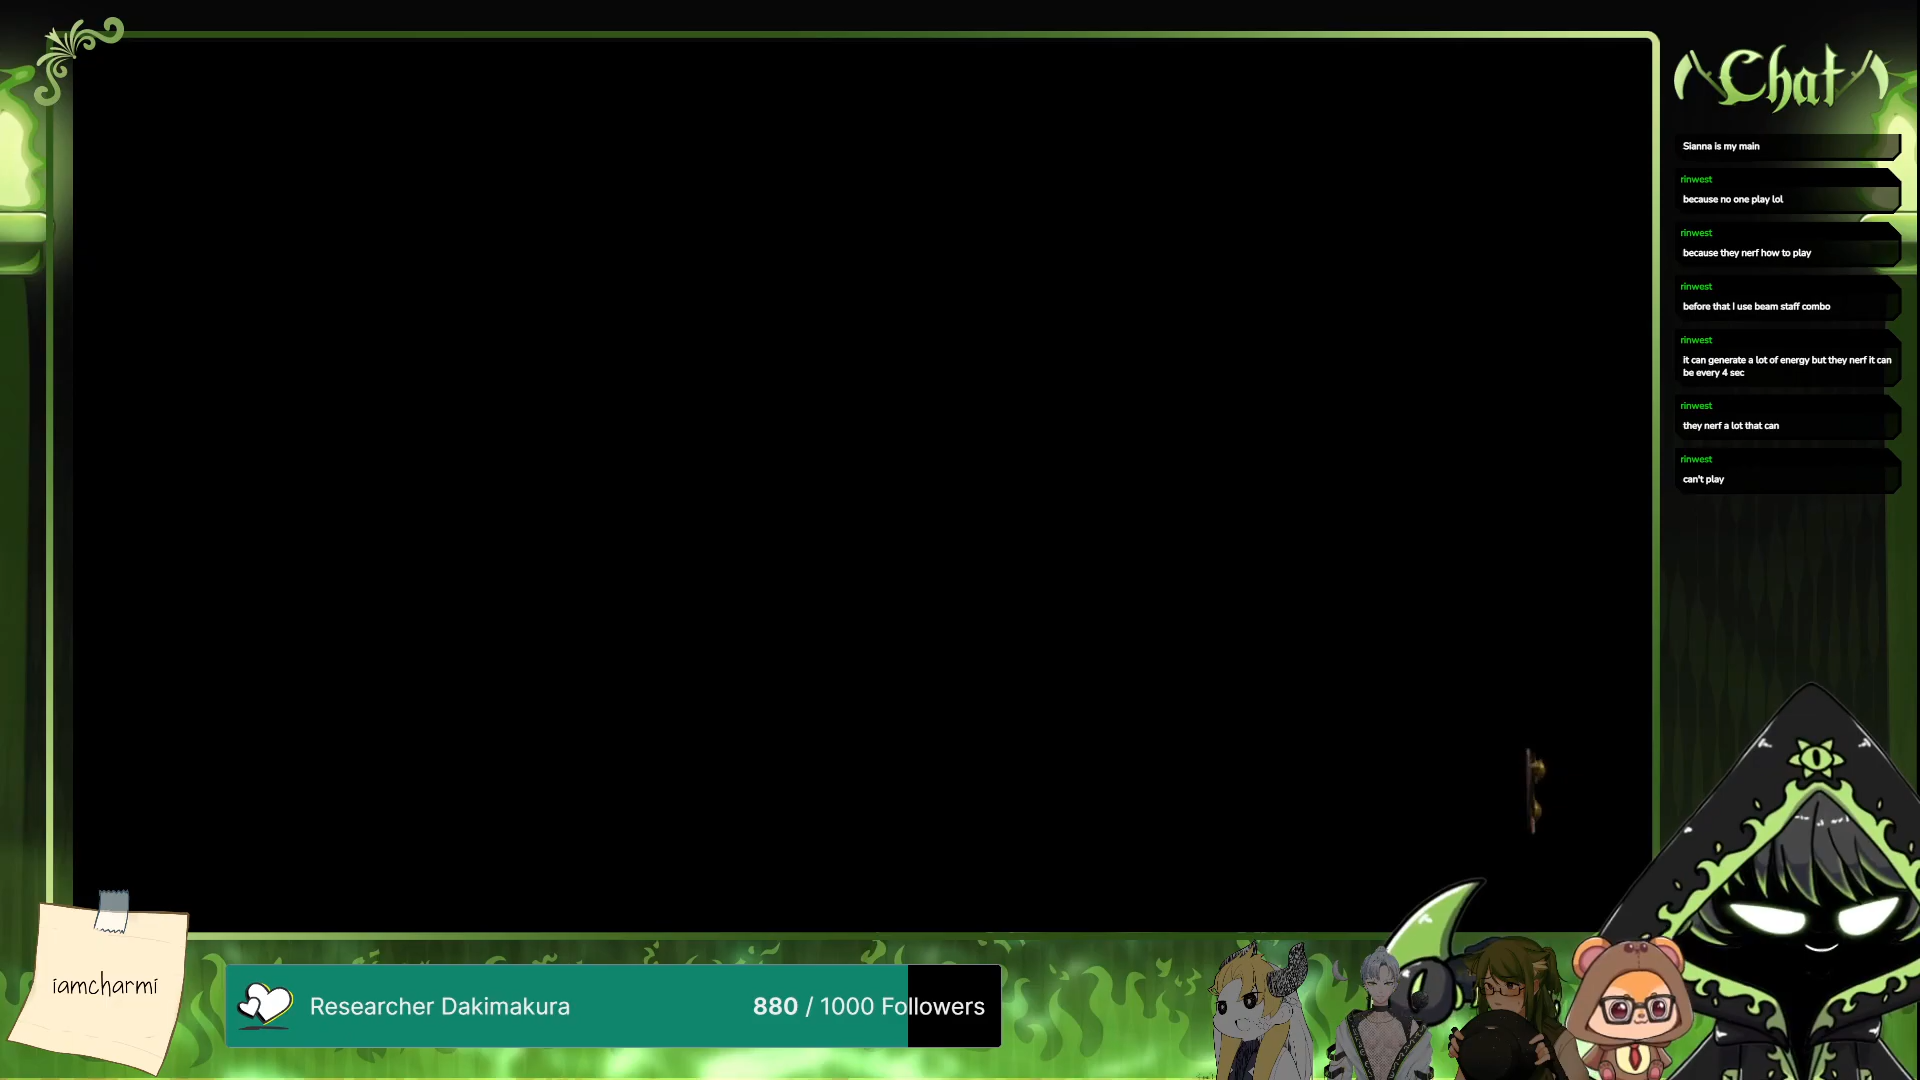 Chat
Sianna is my main
rinwest
because no one play lol
rinwest
because they nerf how to play
rinwest
before that I use beam staff combo
rinwest
it can generate a lot of energy but they nerf it can
be every 4 sec
rinwest
they nerf a lot that can
rinwest
can't play
iamcharmi
Researcher Dakimakura
880 / 1000 Followers